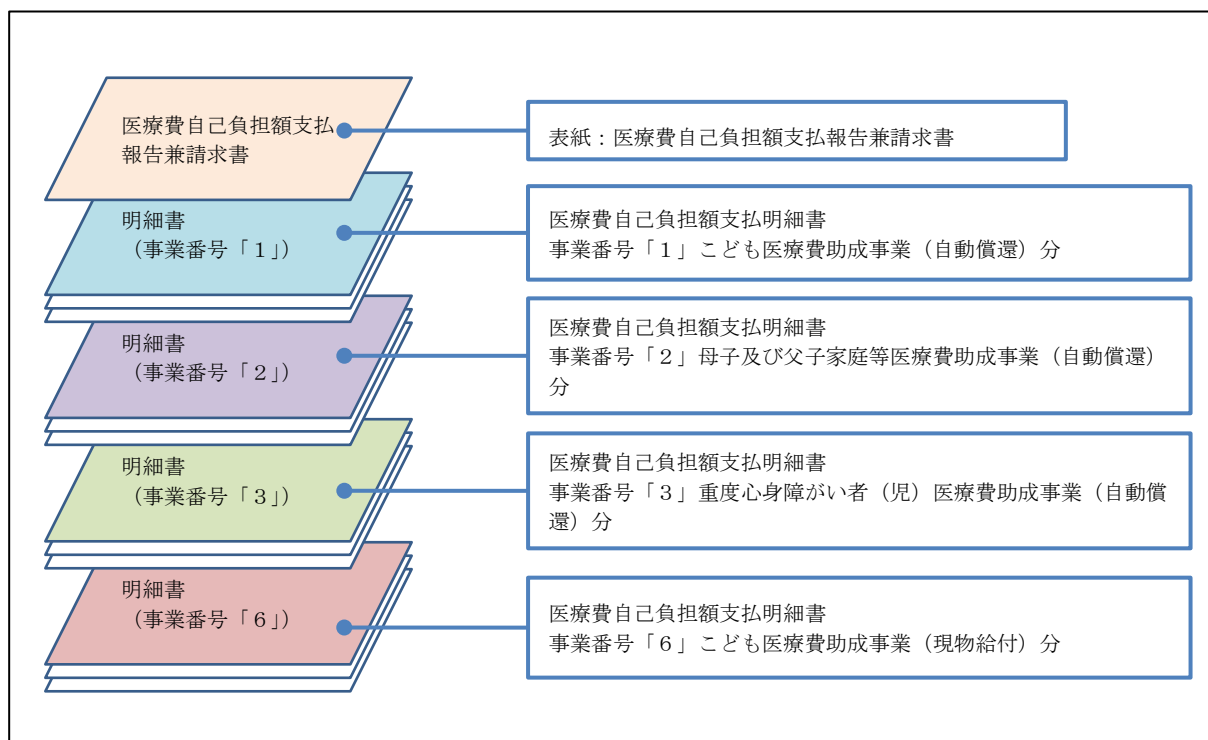 医療費自己負担額支払
報告兼請求書
表紙：医療費自己負担額支払報告兼請求書
明細書
（事業番号「１」）
医療費自己負担額支払明細書
事業番号「１」こども医療費助成事業（自動償還）分
明細書
（事業番号「２」）
医療費自己負担額支払明細書
事業番号「２」母子及び父子家庭等医療費助成事業（自動償還）
分
明細書
（事業番号「３」）
医療費自己負担額支払明細書
事業番号「３」重度心身障がい者（児）医療費助成事業（自動償
還）分
明細書
（事業番号「６」）
医療費自己負担額支払明細書
事業番号「６」こども医療費助成事業（現物給付）分